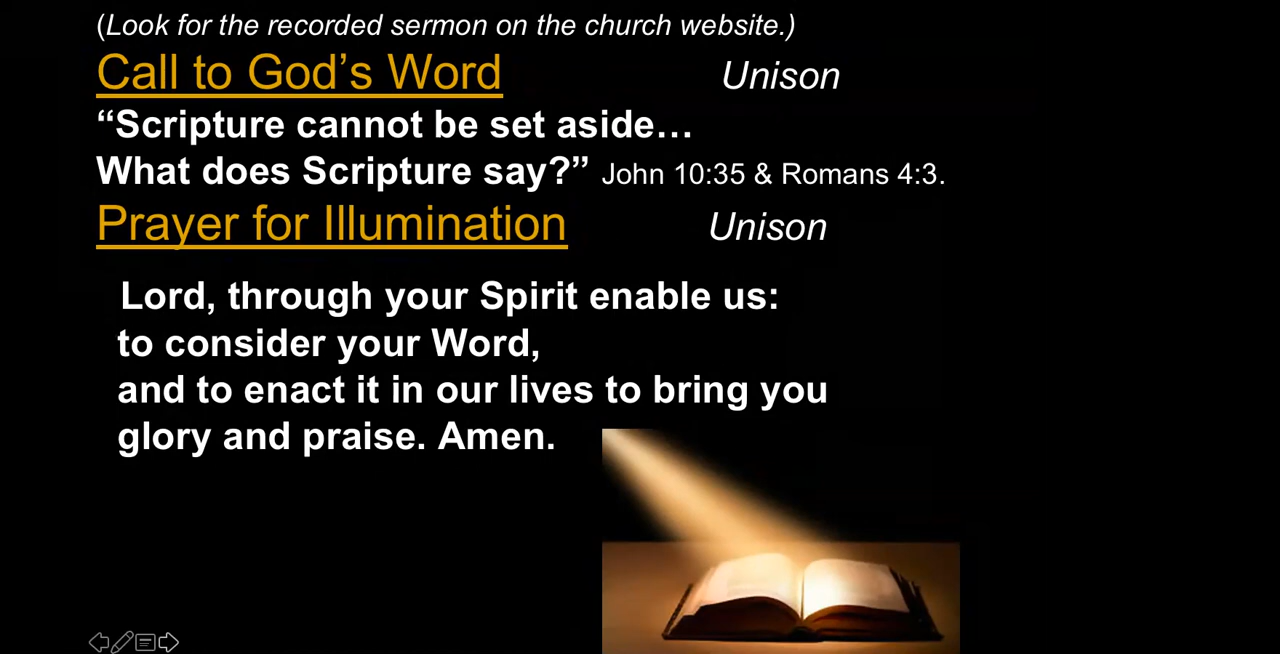 (Look for the recorded sermon on the church website.)
Call to God’s Word Unison
“Scripture cannot be set aside…
What does Scripture say?” John 10:35 & Romans 4:3.
Prayer for Illumination Unison
Lord, through your Spirit enable us:
to consider your Word,
and to enact it in our lives to bring you
glory and praise. Amen.